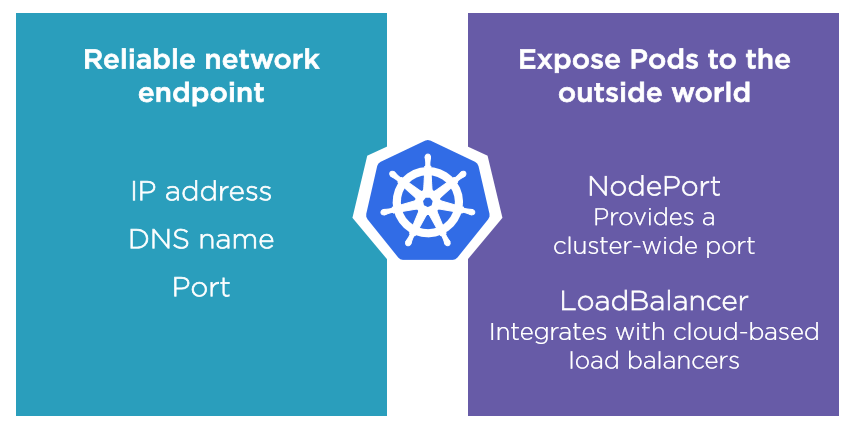 Reliable network
endpoint
IP address
DNS name
Port
Expose Pods to the
outside world
NodePort
Provides a
cluster-wide port
LoadBalancer
Integrates with cloud-based
load balancers